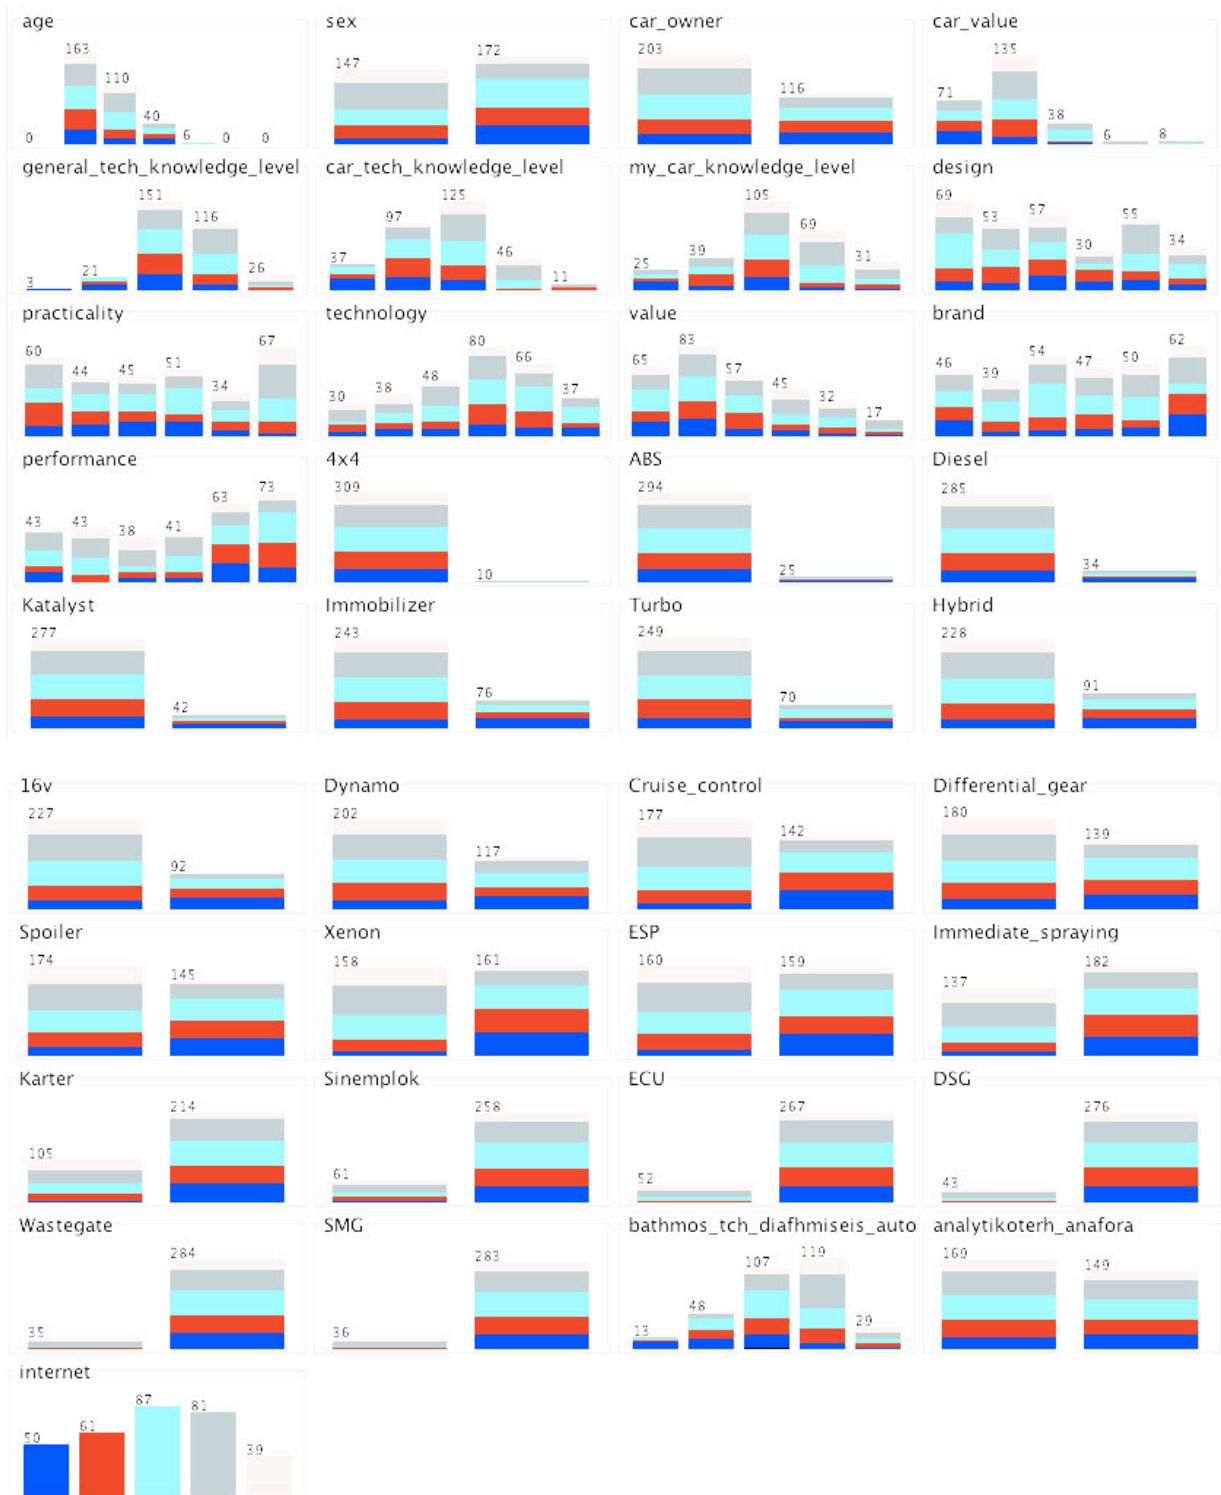 age sex car_owner car_value
163 147 172 203 116 135
110 71
40 38
0 6 0 0 6 8
general_tech_knowledge_level car_tech_knowledge_level my_car_knowledge_level design
151 125 105 69
116 97 69 53 57 55
21 26 37 46 11 25 39 31 30 34
3
practicality technology value brand
60 44 45 51 34 67 30 38 48 80 66 37 65 83 57 45 32 17 46 39 54 47 50 62
performance 4x4 ABS Diesel
43 43 38 41 63 73 309 10 294 25 285 34
Katalyst Immobilizer Turbo Hybrid
277 42 243 76 249 70 228 91
16v Dynamo Cruise_control Differential_gear
227 92 202 117 177 142 180 139
Spoiler Xenon ESP Immediate_spraying
174 145 158 161 160 159 137 182
Karter Sinemplok ECU DSG
105 214 61 258 52 267 43 276
Wastegate SMG bathmos_tch_diafhmiseis_auto analytikoterh_anafora
35 284 36 283 13 48 107 119 29 169 149
internet
50 61 87 81 39